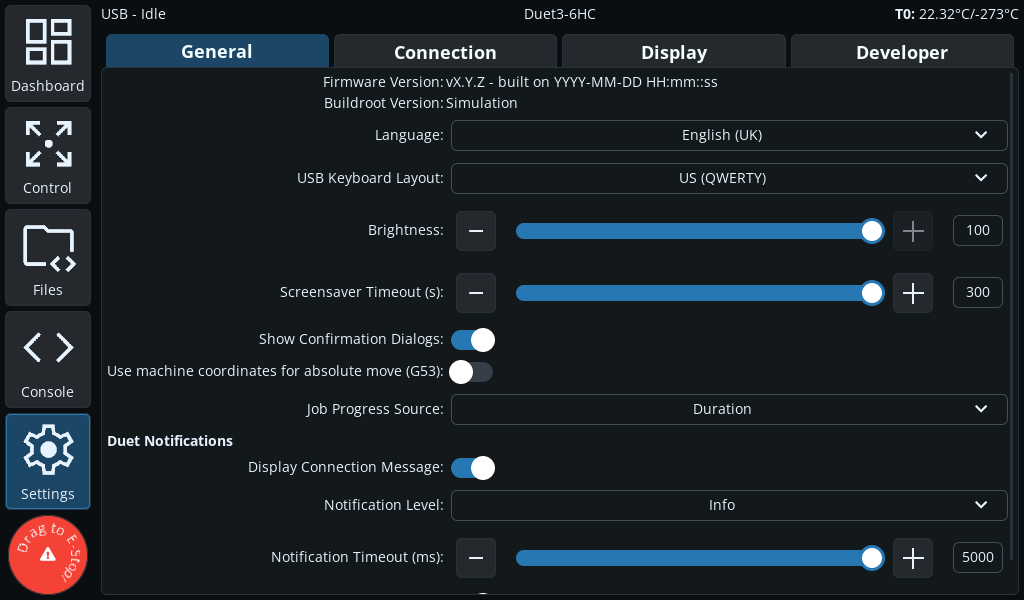 USB - Idle
Duet3-6HC
T0: 22.32°C/-273°C
Dashboard
Control
Files
Console
Settings
Drag to E-Stop!
General
Connection
Display
Developer
Firmware Version: vX.Y.Z - built on YYYY-MM-DD HH:mm::ss
Buildroot Version: Simulation
Language: English (UK)
USB Keyboard Layout: US (QWERTY)
Brightness: 100
Screensaver Timeout (s): 300
Show Confirmation Dialogs:
Use machine coordinates for absolute move (G53):
Job Progress Source: Duration
Duet Notifications
Display Connection Message:
Notification Level: Info
Notification Timeout (ms): 5000